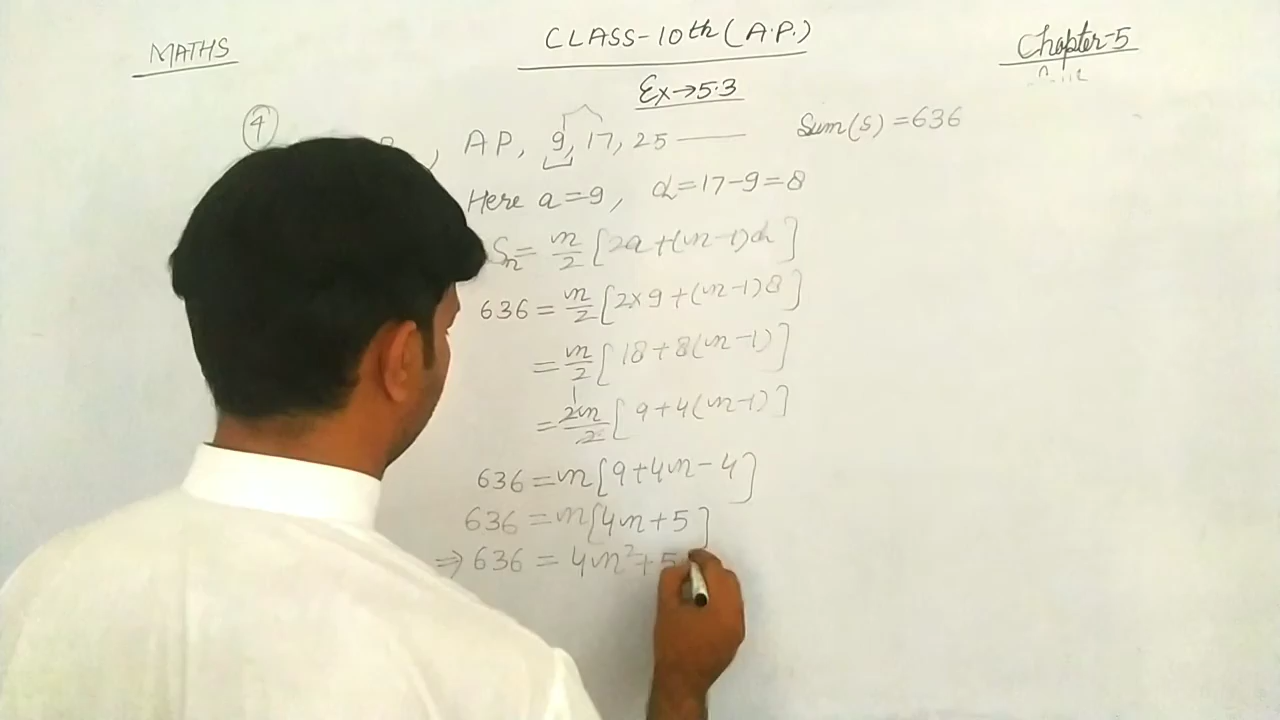 MATHS
CLASS-10th (A.P.)
Chapter-5
Ex→5.3
4
, AP, 9, 17, 25 —— Sum(s) = 636
Here a=9, d=17-9=8
Sn = n/2 [2a+(n-1)d]
636 = n/2 [2×9+(n-1)8]
= n/2 [18+8(n-1)]
= 2n/2 [9+4(n-1)]
636 = n[9+4n-4]
636 = n[4n+5]
⇒ 636 = 4n²+5